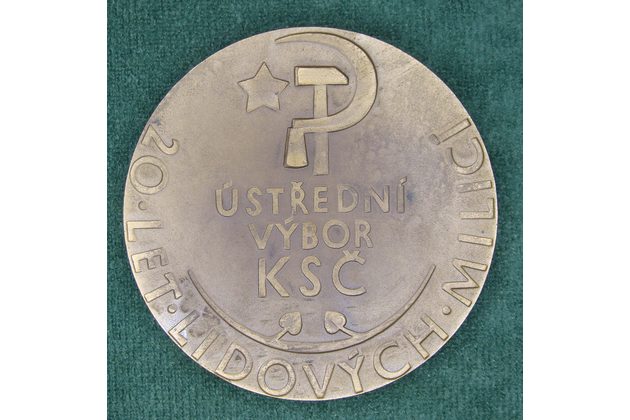 ÚSTŘEDNÍ
VÝBOR
KSČ
20·LET·LIDOVÝCH·MILICÍ